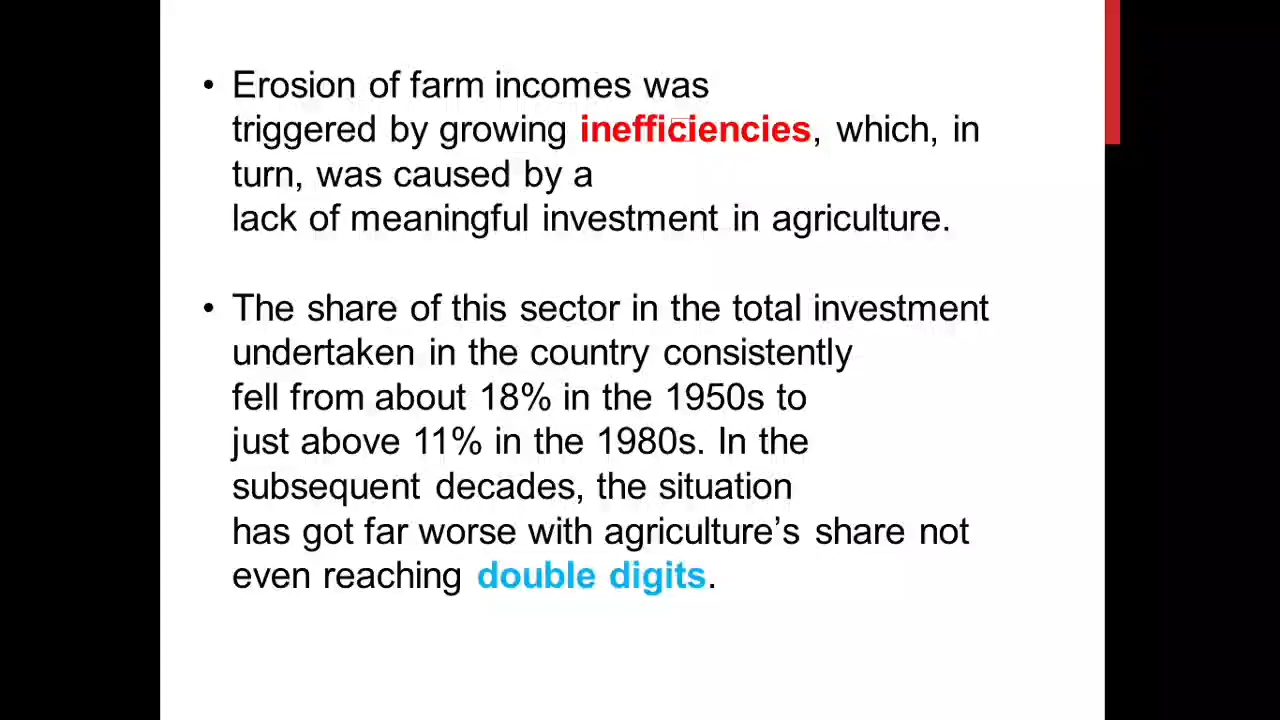 • Erosion of farm incomes was
triggered by growing inefficiencies, which, in
turn, was caused by a
lack of meaningful investment in agriculture.
• The share of this sector in the total investment
undertaken in the country consistently
fell from about 18% in the 1950s to
just above 11% in the 1980s. In the
subsequent decades, the situation
has got far worse with agriculture’s share not
even reaching double digits.